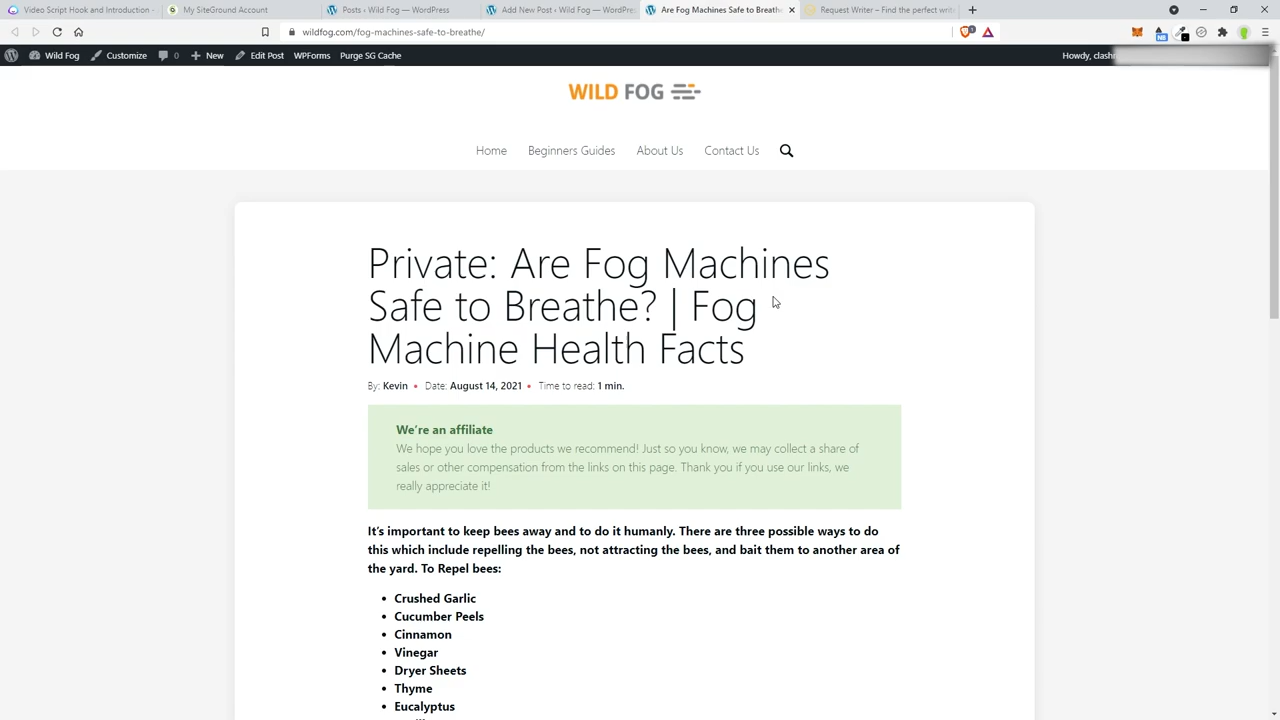 Video Script Hook and Introduction -
My SiteGround Account
Posts ‹ Wild Fog — WordPress
Add New Post ‹ Wild Fog — WordPres
Are Fog Machines Safe to Breathe
Request Writer – Find the perfect write
wildfog.com/fog-machines-safe-to-breathe/
Wild Fog
Customize
0
New
Edit Post
WPForms
Purge SG Cache
Howdy, clashi
WILD FOG
Home
Beginners Guides
About Us
Contact Us
Private: Are Fog Machines
Safe to Breathe? | Fog
Machine Health Facts
By: Kevin • Date: August 14, 2021 • Time to read: 1 min.
We're an affiliate
We hope you love the products we recommend! Just so you know, we may collect a share of
sales or other compensation from the links on this page. Thank you if you use our links, we
really appreciate it!
It's important to keep bees away and to do it humanly. There are three possible ways to do
this which include repelling the bees, not attracting the bees, and bait them to another area of
the yard. To Repel bees:
• Crushed Garlic
• Cucumber Peels
• Cinnamon
• Vinegar
• Dryer Sheets
• Thyme
• Eucalyptus